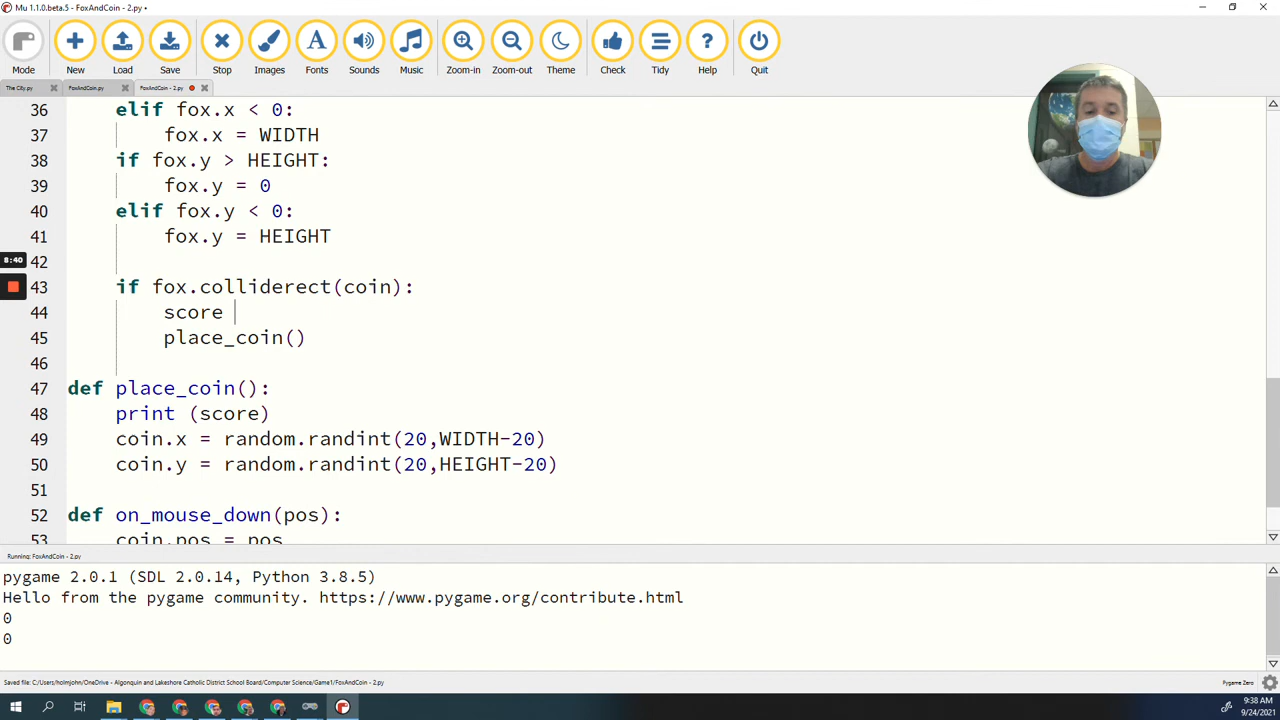 Mu 1.1.0.beta.5 - FoxAndCoin - 2.py •
Mode New Load Save Stop Images Fonts Sounds Music Zoom-in Zoom-out Theme Check Tidy Help Quit
The City.py FoxAndCoin.py FoxAndCoin - 2.py
36 elif fox.x < 0:
37 fox.x = WIDTH
38 if fox.y > HEIGHT:
39 fox.y = 0
40 elif fox.y < 0:
41 fox.y = HEIGHT
8:40 42
43 if fox.colliderect(coin):
44 score
45 place_coin()
46
47 def place_coin():
48 print (score)
49 coin.x = random.randint(20,WIDTH-20)
50 coin.y = random.randint(20,HEIGHT-20)
51
52 def on_mouse_down(pos):
53 coin.pos = pos
Running: FoxAndCoin - 2.py
pygame 2.0.1 (SDL 2.0.14, Python 3.8.5)
Hello from the pygame community. https://www.pygame.org/contribute.html
0
0
Saved file: C:/Users/holmjohn/OneDrive - Algonquin and Lakeshore Catholic District School Board/Computer Science/Game1/FoxAndCoin - 2.py
Pygame Zero
9:38 AM
9/24/2021